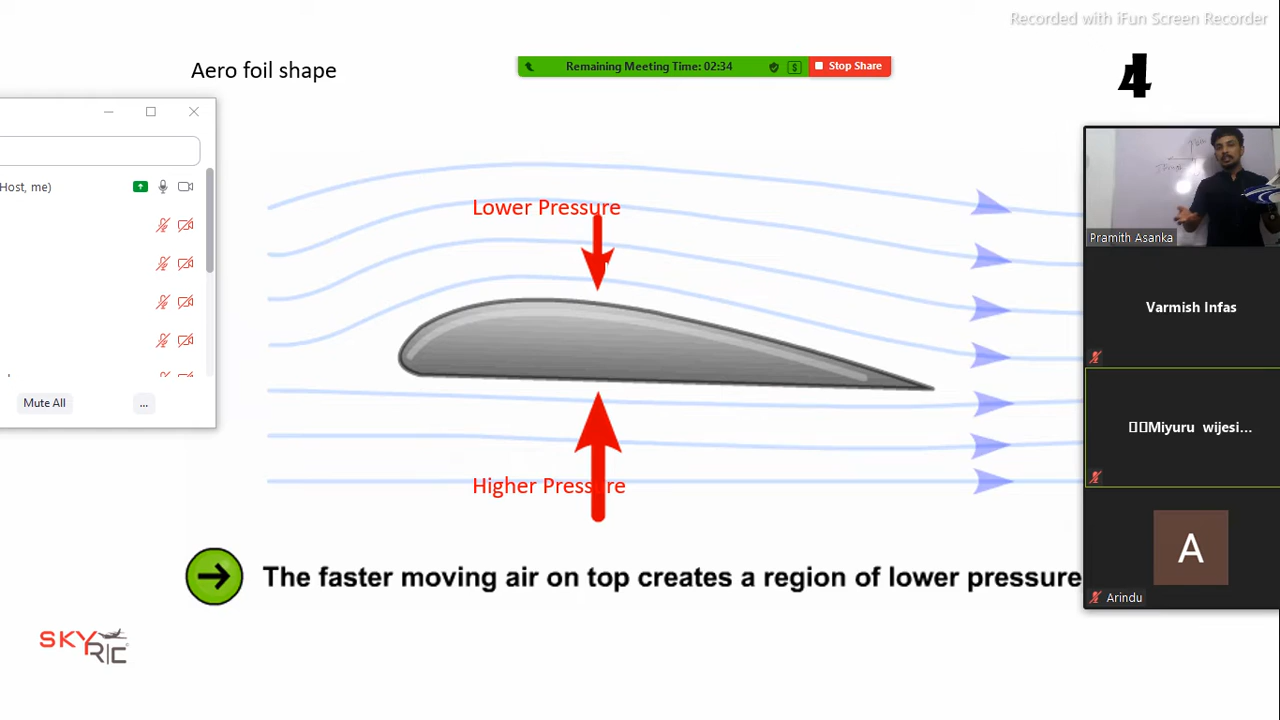 Recorded with iFun Screen Recorder
Aero foil shape
Remaining Meeting Time: 02:34
Stop Share
4
Host, me)
Lower Pressure
Pramith Asanka
Varmish Infas
Mute All
...
Miyuru wijesi...
Higher Pressure
A
Arindu
The faster moving air on top creates a region of lower pressure
SKY
RC